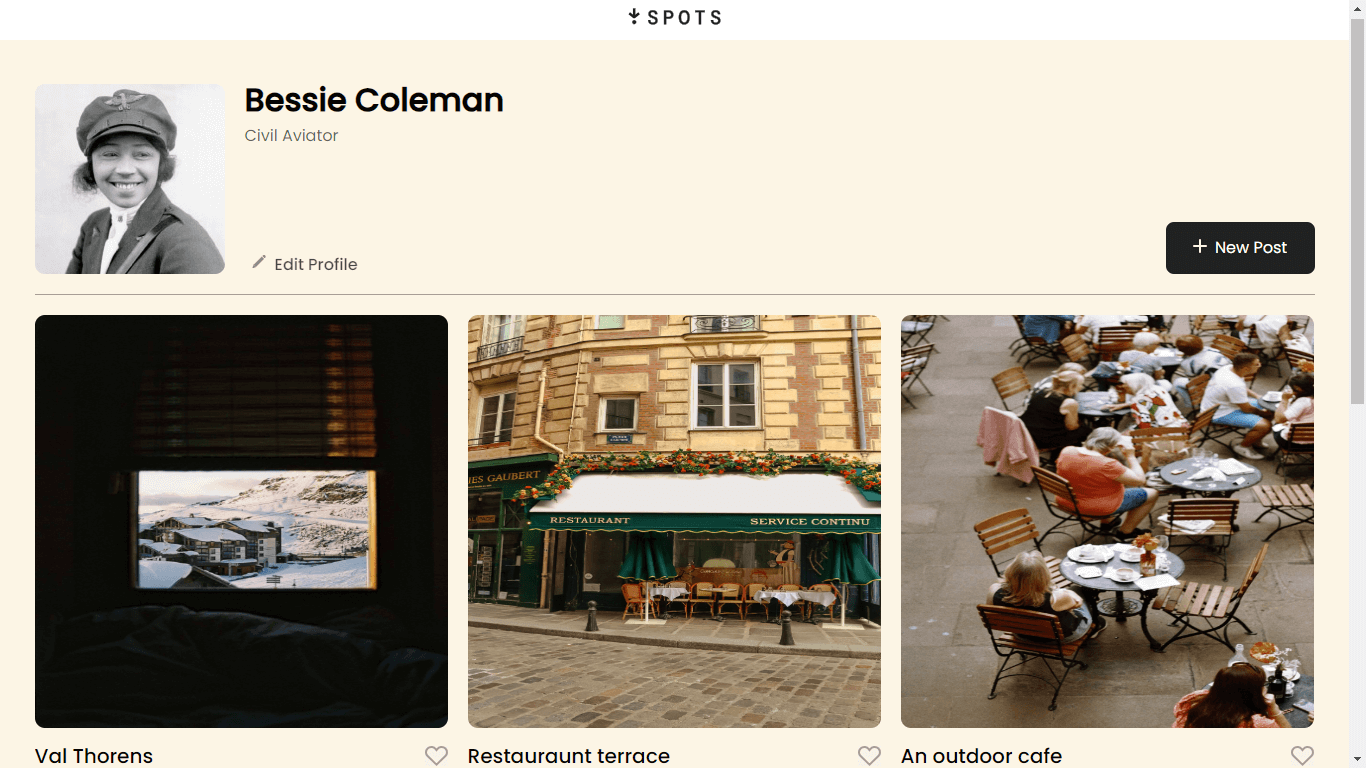 SPOTS
Bessie Coleman
Civil Aviator
Edit Profile
New Post
IES GAUBERT
RESTAURANT SERVICE CONTINU
Val Thorens
Restauraunt terrace
An outdoor cafe